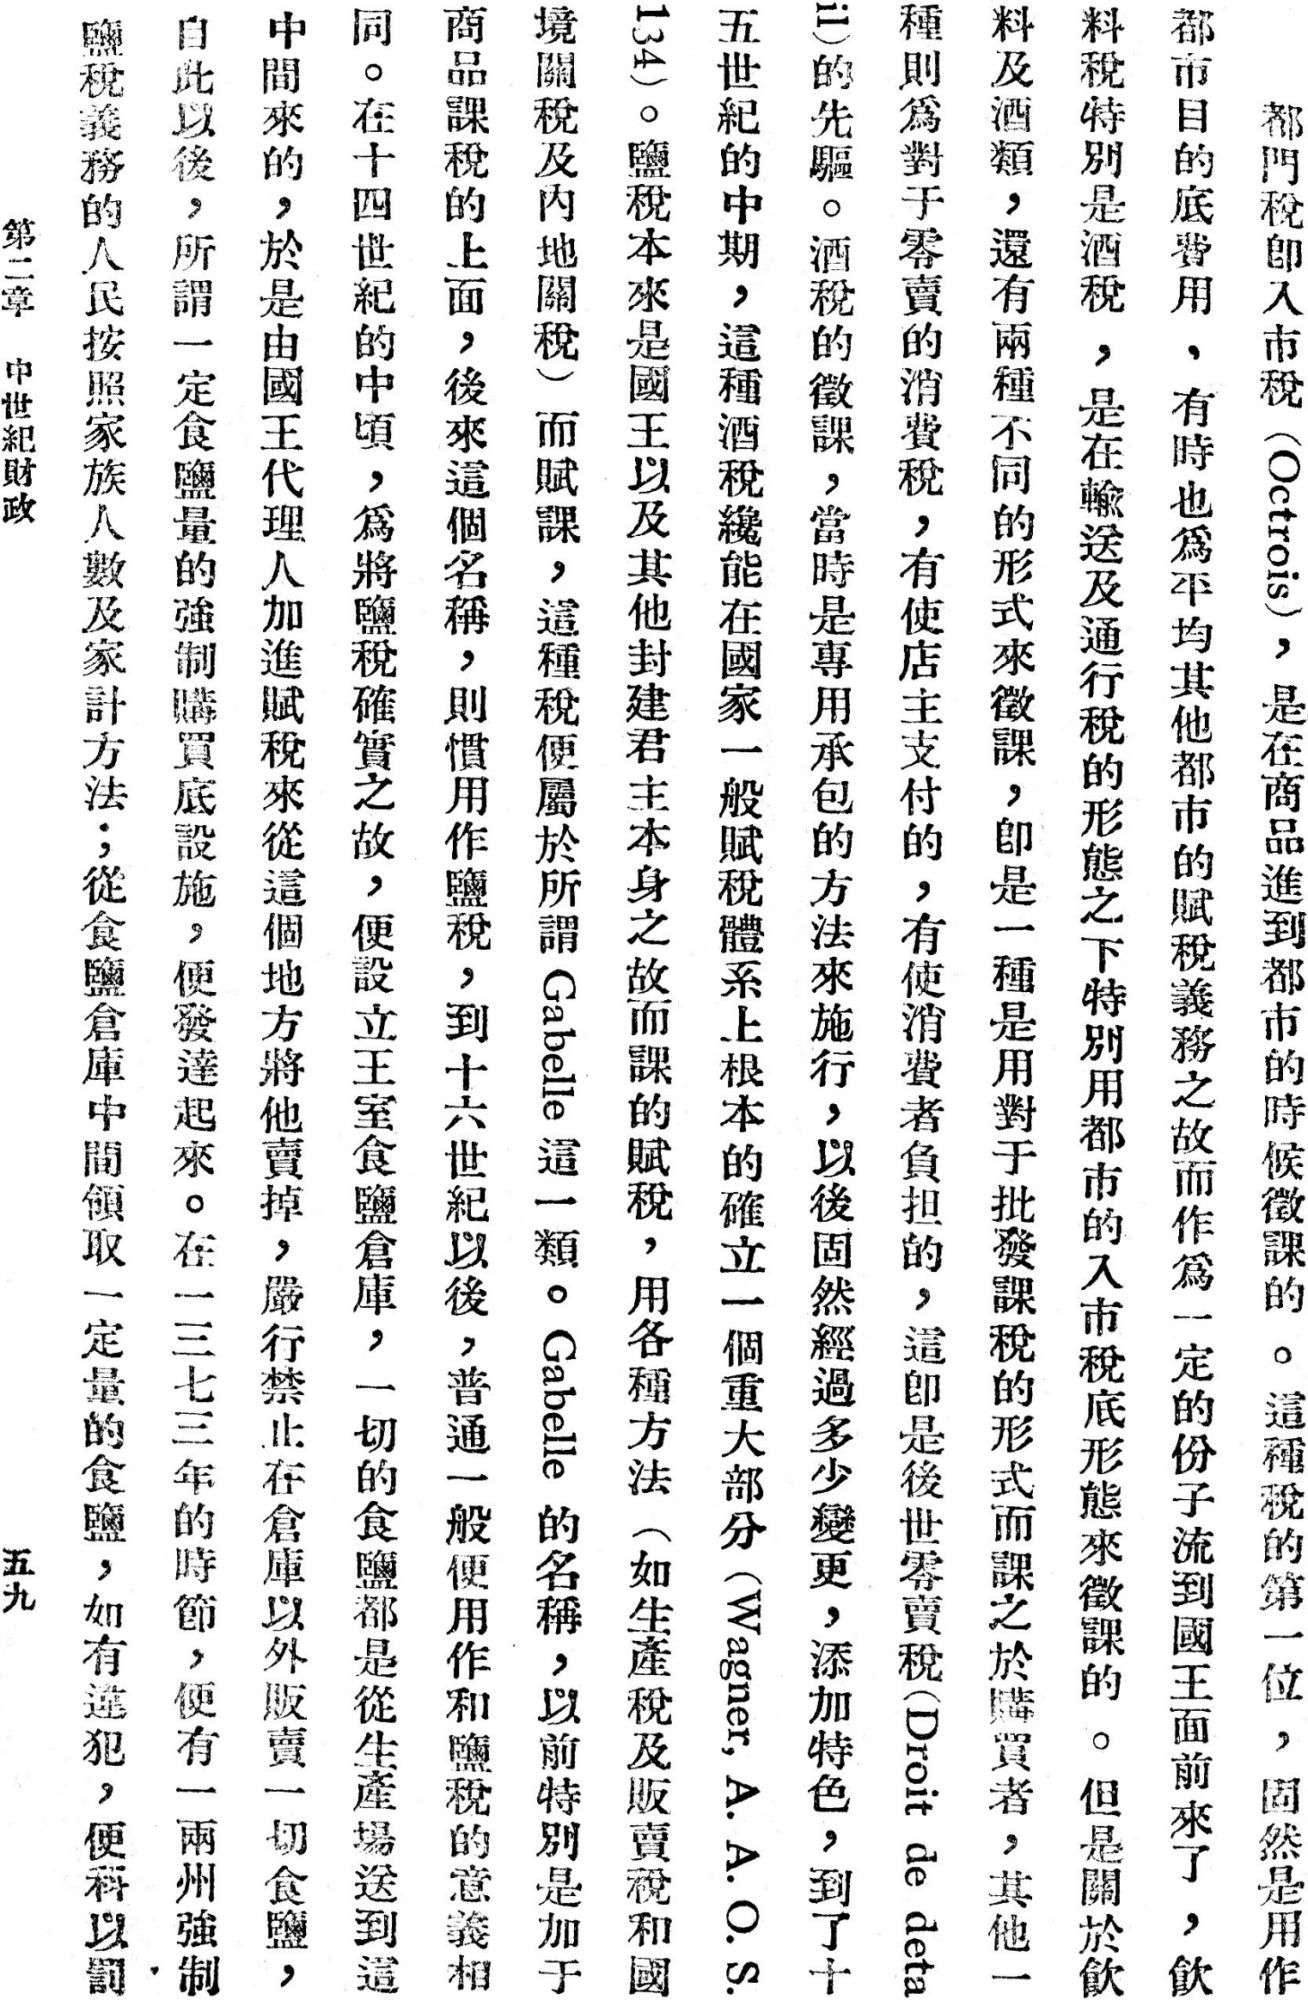 都門稅卽入市稅（Octrois），是在商品進到都市的時候徵課的。這種稅的第一位，固然是用作
都市目的底費用，有時也爲平均其他都市的賦稅義務之故而作爲一定的份子流到國王面前來了，飮
料稅特別是酒稅，是在輸送及通行稅的形態之下特別用都市的入市稅底形態來徵課的。但是關於飮
料及酒類，還有兩種不同的形式來徵課，卽是一種是用對于批發課稅的形式而課之於購買者，其他一
種則爲對于零賣的消費稅，有使店主支付的，有使消費者負担的，這卽是後世零賣稅（Droit de deta
il）的先驅。酒稅的徵課，當時是專用承包的方法來施行，以後固然經過多少變更，添加特色，到了十
五世紀的中期，這種酒稅纔能在國家一般賦稅體系上根本的確立一個重大部分（Wagner, A. A. O. S.
134）。鹽稅本來是國王以及其他封建君主本身之故而課的賦稅，用各種方法（如生產稅及販賣稅和國
境關稅及內地關稅）而賦課，這種稅便屬於所謂 Gabelle 這一類。Gabelle 的名稱，以前特別是加于
商品課稅的上面，後來這個名稱，則慣用作鹽稅，到十六世紀以後，普通一般便用作和鹽稅的意義相
同。在十四世紀的中頃，爲將鹽稅確實之故，便設立王室食鹽倉庫，一切的食鹽都是從生產場送到這
中間來的，於是由國王代理人加進賦稅來從這個地方將他賣掉，嚴行禁止在倉庫以外販賣一切食鹽，
自此以後，所謂一定食鹽量的強制購買底設施，便發達起來。在一三七三年的時節，便有一兩州強制
鹽稅義務的人民按照家族人數及家計方法；從食鹽倉庫中間領取一定量的食鹽，如有違犯，便科以罰
第二章　中世紀財政
五九